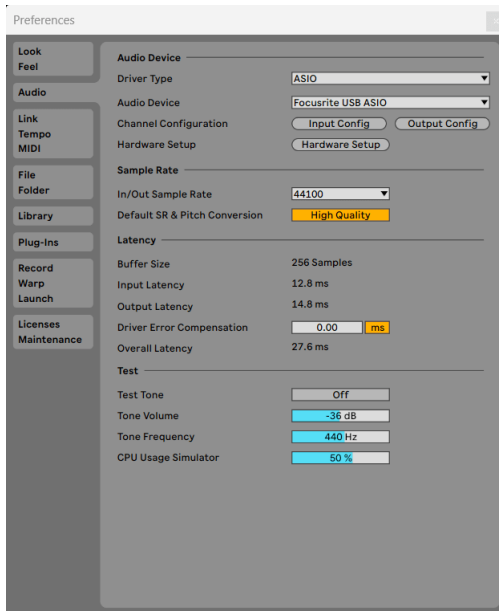 Preferences
Look
Feel
Audio
Link
Tempo
MIDI
File
Folder
Library
Plug-Ins
Record
Warp
Launch
Licenses
Maintenance
Audio Device
Driver Type ASIO
Audio Device Focusrite USB ASIO
Channel Configuration Input Config Output Config
Hardware Setup Hardware Setup
Sample Rate
In/Out Sample Rate 44100
Default SR & Pitch Conversion High Quality
Latency
Buffer Size 256 Samples
Input Latency 12.8 ms
Output Latency 14.8 ms
Driver Error Compensation 0.00 ms
Overall Latency 27.6 ms
Test
Test Tone Off
Tone Volume -36 dB
Tone Frequency 440 Hz
CPU Usage Simulator 50 %